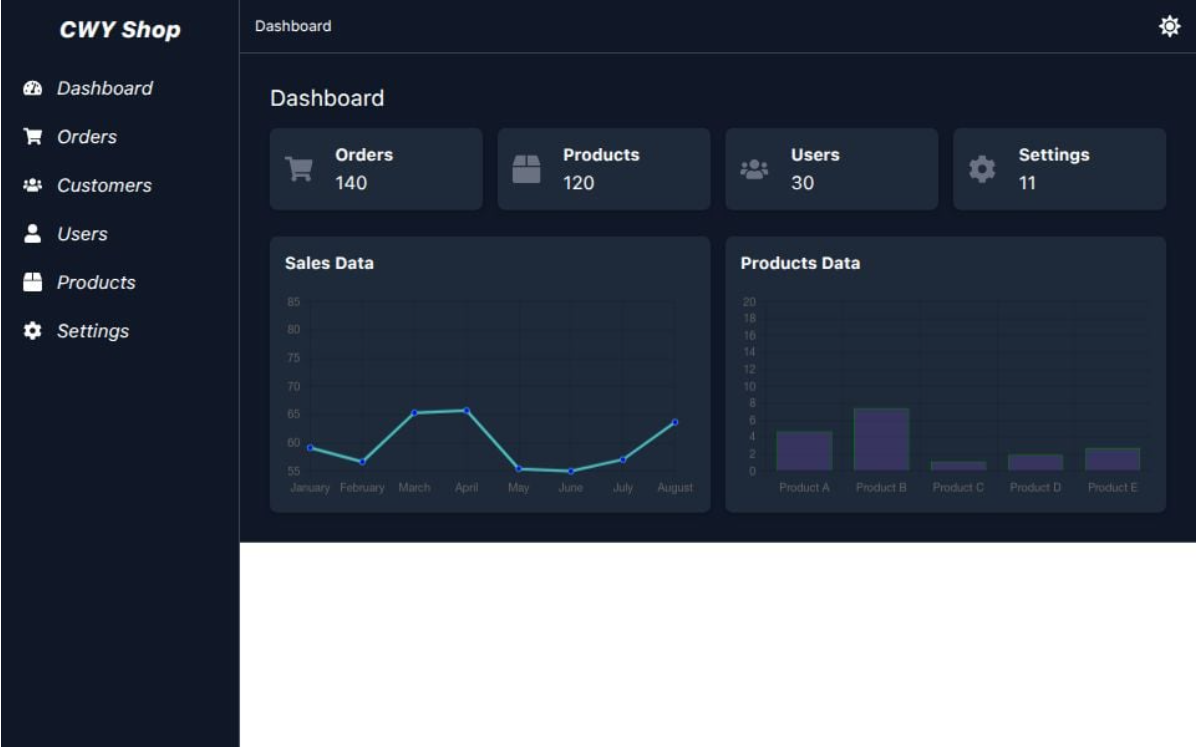 CWY Shop
Dashboard
Orders
Customers
Users
Products
Settings
Dashboard
Dashboard
Orders
140
Products
120
Users
30
Settings
11
Sales Data
85
80
75
70
65
60
55
January February March April May June July August
Products Data
20
18
16
14
12
10
8
6
4
2
0
Product A Product B Product C Product D Product E